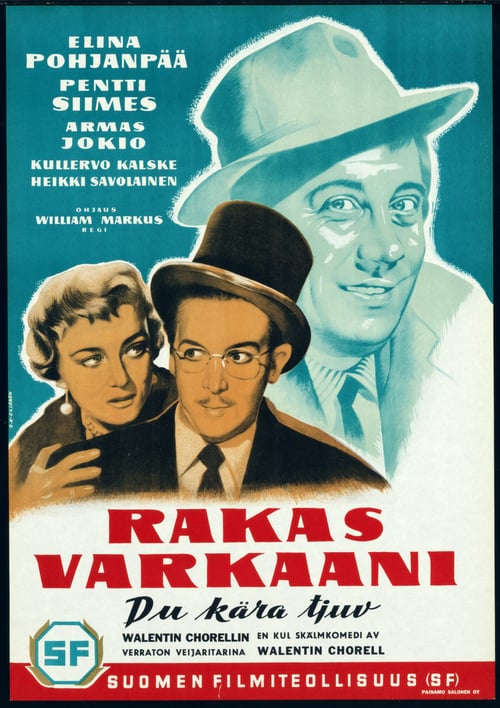 ELINA
POHJANPÄÄ
PENTTI
SIIMES
ARMAS
JOKIO
KULLERVO KALSKE
HEIKKI SAVOLAINEN
OHJAUS
WILLIAM MARKUS
REGI
RAKAS
VARKAANI
Du kära tjuv
WALENTIN CHORELLIN EN KUL SKÄLMKOMEDI AV
VERRATON VEIJARITARINA WALENTIN CHORELL
SF
SUOMEN FILMITEOLLISUUS (SF)
PAINAMO SALONEN OY